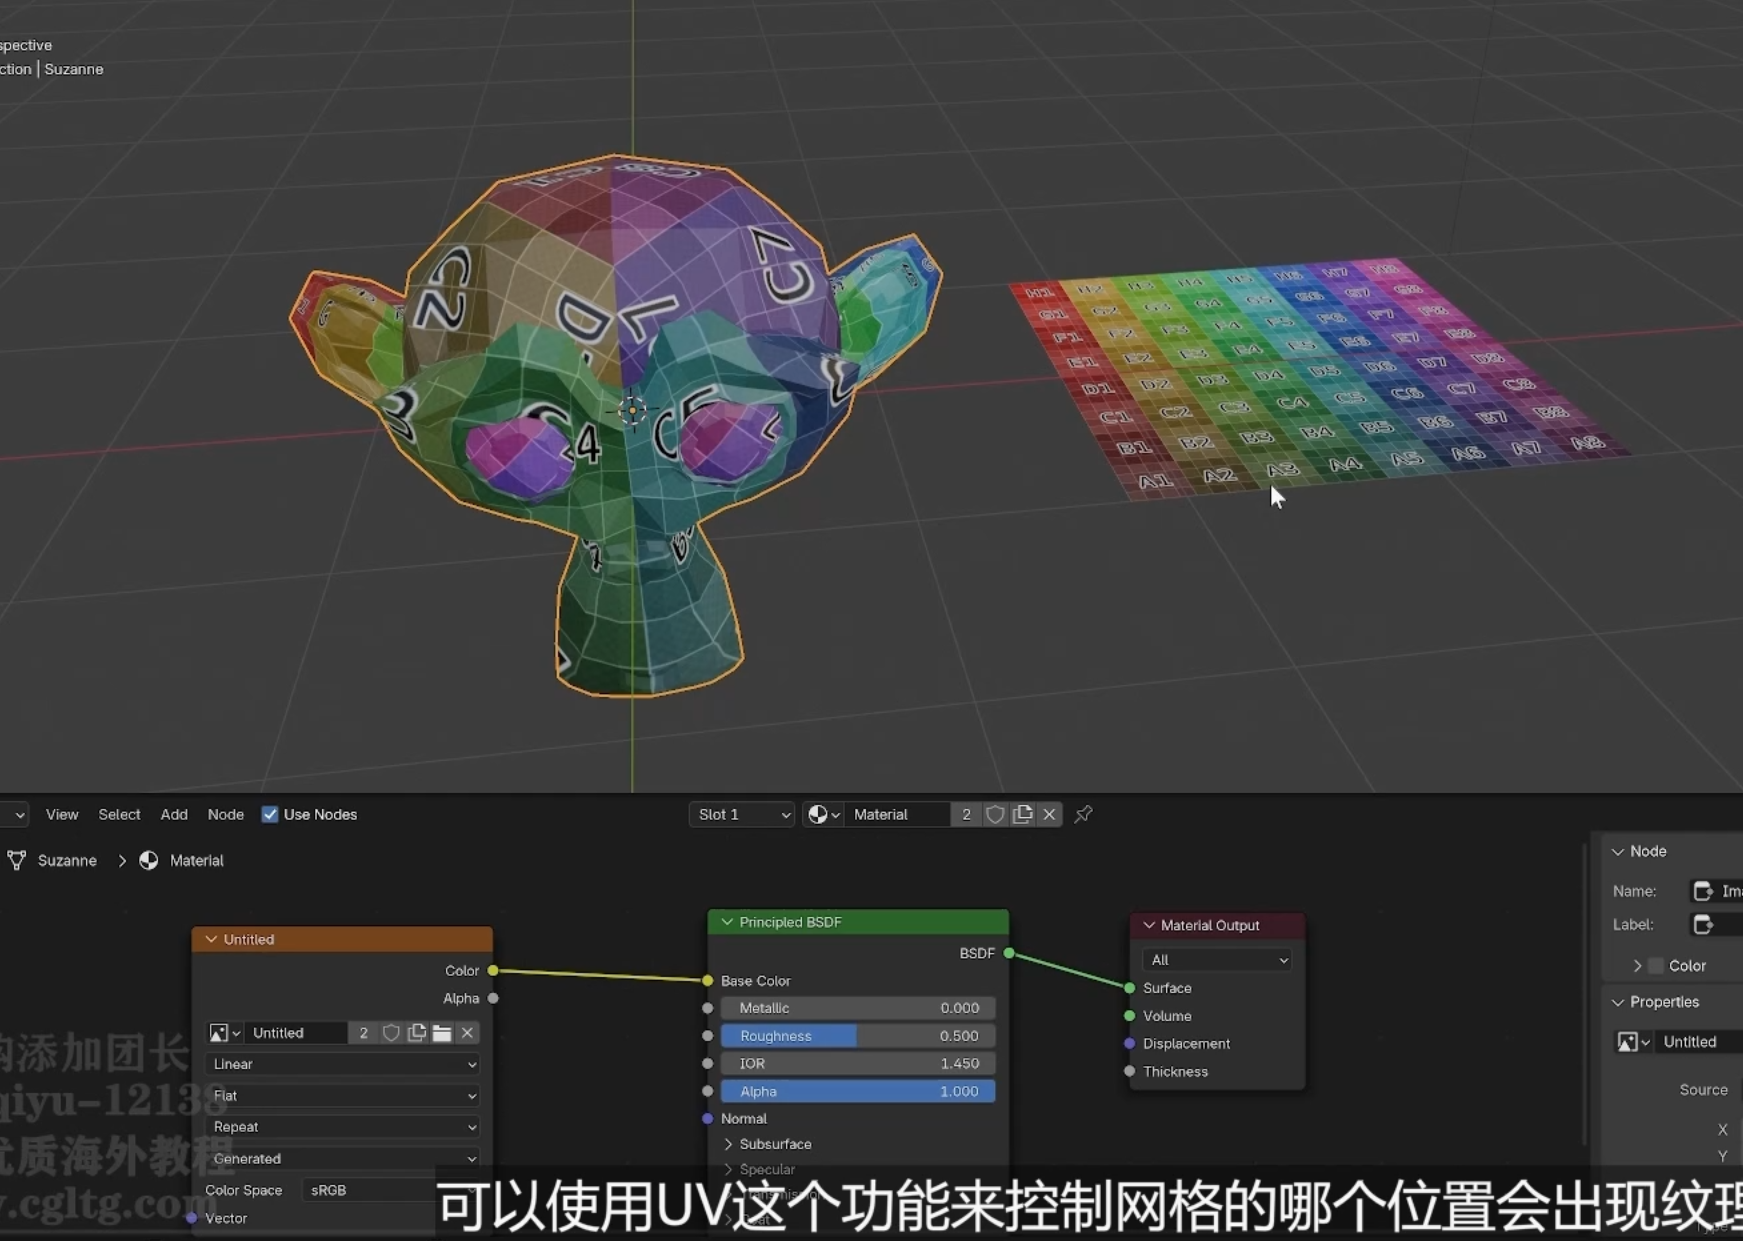 spective
ction | Suzanne
H1 H2 H3 H4 H5 H6 H7 H8
G1 G2 G3 G4 G5 G6 G7 G8
F1 F2 F3 F4 F5 F6 F7 F8
E1 E2 E3 E4 E5 E6 E7 E8
D1 D2 D3 D4 D5 D6 D7 D8
C1 C2 C3 C4 C5 C6 C7 C8
B1 B2 B3 B4 B5 B6 B7 B8
A1 A2 A3 A4 A5 A6 A7 A8
C2
C7
D
4
View Select Add Node Use Nodes Slot 1 Material 2
Suzanne > Material
Node
Name: Ima
Label:
Color
Properties
Untitled
Source
X
Y
Untitled
Color
Alpha
Untitled 2
Linear
Flat
Repeat
Generated
Color Space sRGB
Vector
Principled BSDF
BSDF
Base Color
Metallic 0.000
Roughness 0.500
IOR 1.450
Alpha 1.000
Normal
Subsurface
Specular
Material Output
All
Surface
Volume
Displacement
Thickness
添加团长
qiyu-12138
质海外教程
.cgltg.com
可以使用UV这个功能来控制网格的哪个位置会出现纹理